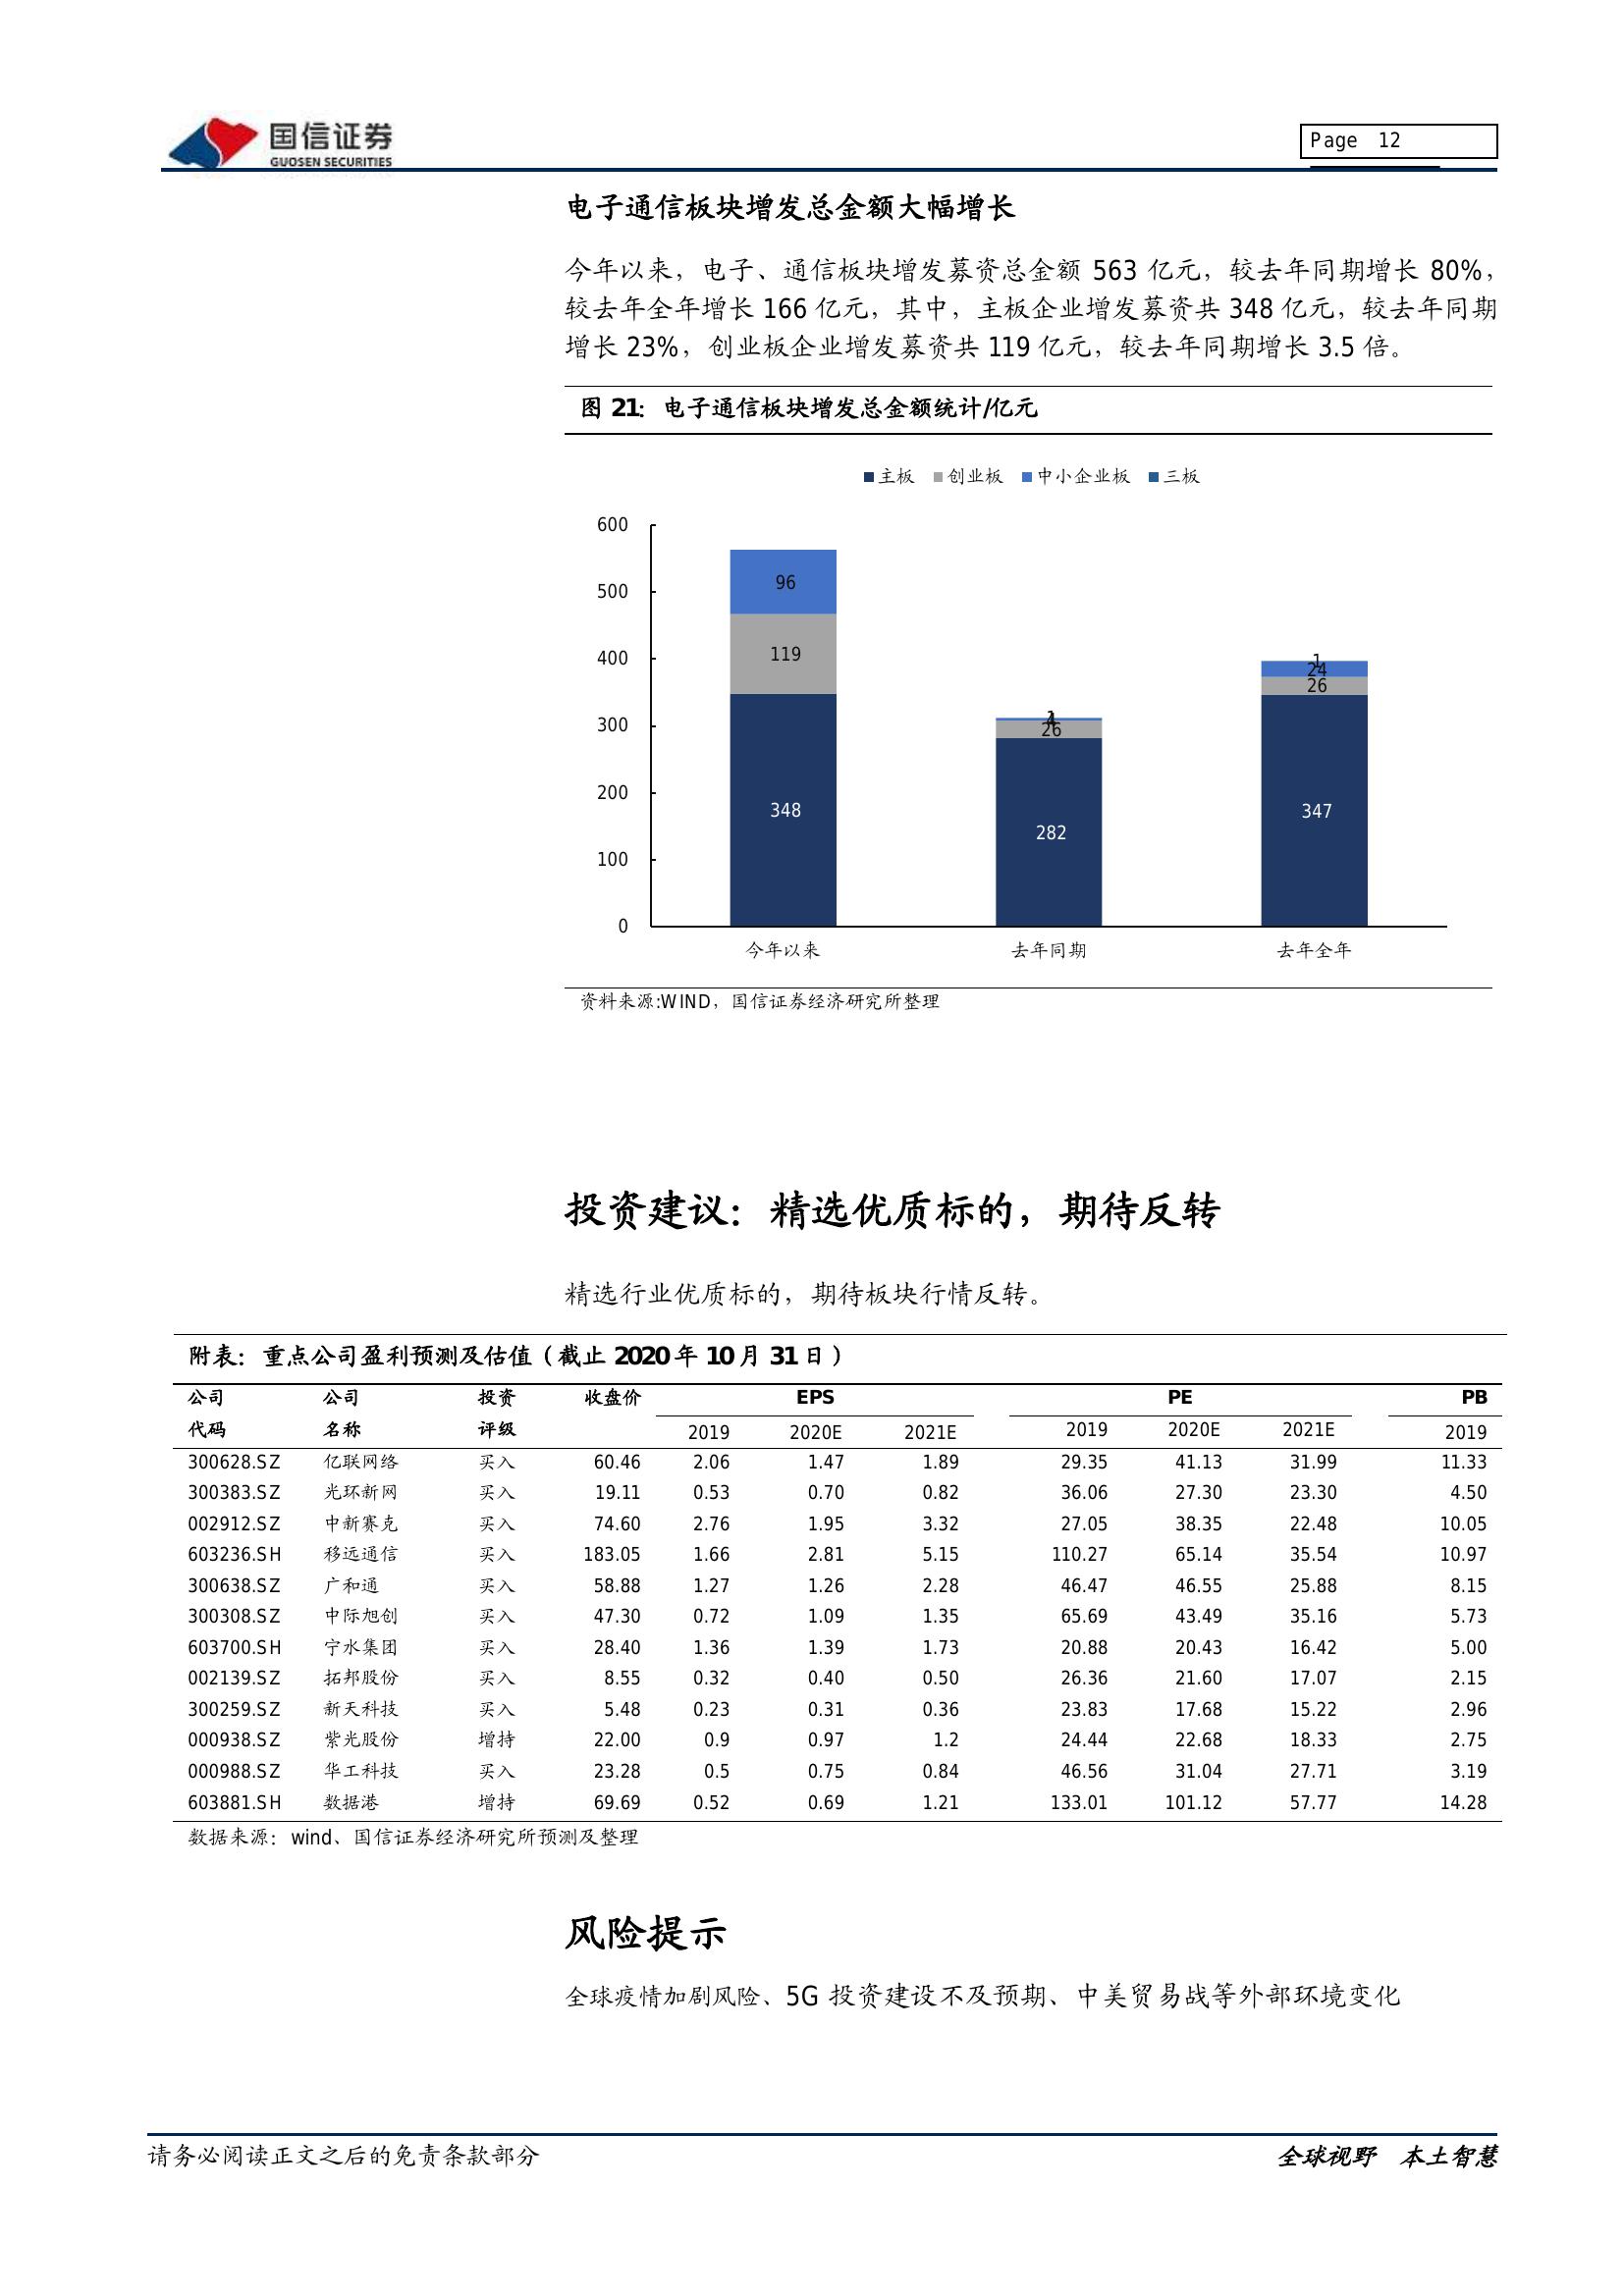 国信证券
GUOSEN SECURITIES
Page 12
电子通信板块增发总金额大幅增长
今年以来，电子、通信板块增发募资总金额 563 亿元，较去年同期增长 80%，
较去年全年增长 166 亿元，其中，主板企业增发募资共 348 亿元，较去年同期
增长 23%，创业板企业增发募资共 119 亿元，较去年同期增长 3.5 倍。
图 21：电子通信板块增发总金额统计/亿元
主板 创业板 中小企业板 三板
600
500
400
300
200
100
0
96
119
348
1
4
26
282
1
24
26
347
今年以来 去年同期 去年全年
资料来源:WIND，国信证券经济研究所整理
投资建议：精选优质标的，期待反转
精选行业优质标的，期待板块行情反转。
附表：重点公司盈利预测及估值（截止 2020 年 10 月 31 日）
公司 公司 投资 收盘价 EPS PE PB
代码 名称 评级 2019 2020E 2021E 2019 2020E 2021E 2019
300628.SZ 亿联网络 买入 60.46 2.06 1.47 1.89 29.35 41.13 31.99 11.33
300383.SZ 光环新网 买入 19.11 0.53 0.70 0.82 36.06 27.30 23.30 4.50
002912.SZ 中新赛克 买入 74.60 2.76 1.95 3.32 27.05 38.35 22.48 10.05
603236.SH 移远通信 买入 183.05 1.66 2.81 5.15 110.27 65.14 35.54 10.97
300638.SZ 广和通 买入 58.88 1.27 1.26 2.28 46.47 46.55 25.88 8.15
300308.SZ 中际旭创 买入 47.30 0.72 1.09 1.35 65.69 43.49 35.16 5.73
603700.SH 宁水集团 买入 28.40 1.36 1.39 1.73 20.88 20.43 16.42 5.00
002139.SZ 拓邦股份 买入 8.55 0.32 0.40 0.50 26.36 21.60 17.07 2.15
300259.SZ 新天科技 买入 5.48 0.23 0.31 0.36 23.83 17.68 15.22 2.96
000938.SZ 紫光股份 增持 22.00 0.9 0.97 1.2 24.44 22.68 18.33 2.75
000988.SZ 华工科技 买入 23.28 0.5 0.75 0.84 46.56 31.04 27.71 3.19
603881.SH 数据港 增持 69.69 0.52 0.69 1.21 133.01 101.12 57.77 14.28
数据来源：wind、国信证券经济研究所预测及整理
风险提示
全球疫情加剧风险、5G 投资建设不及预期、中美贸易战等外部环境变化
请务必阅读正文之后的免责条款部分
全球视野 本土智慧